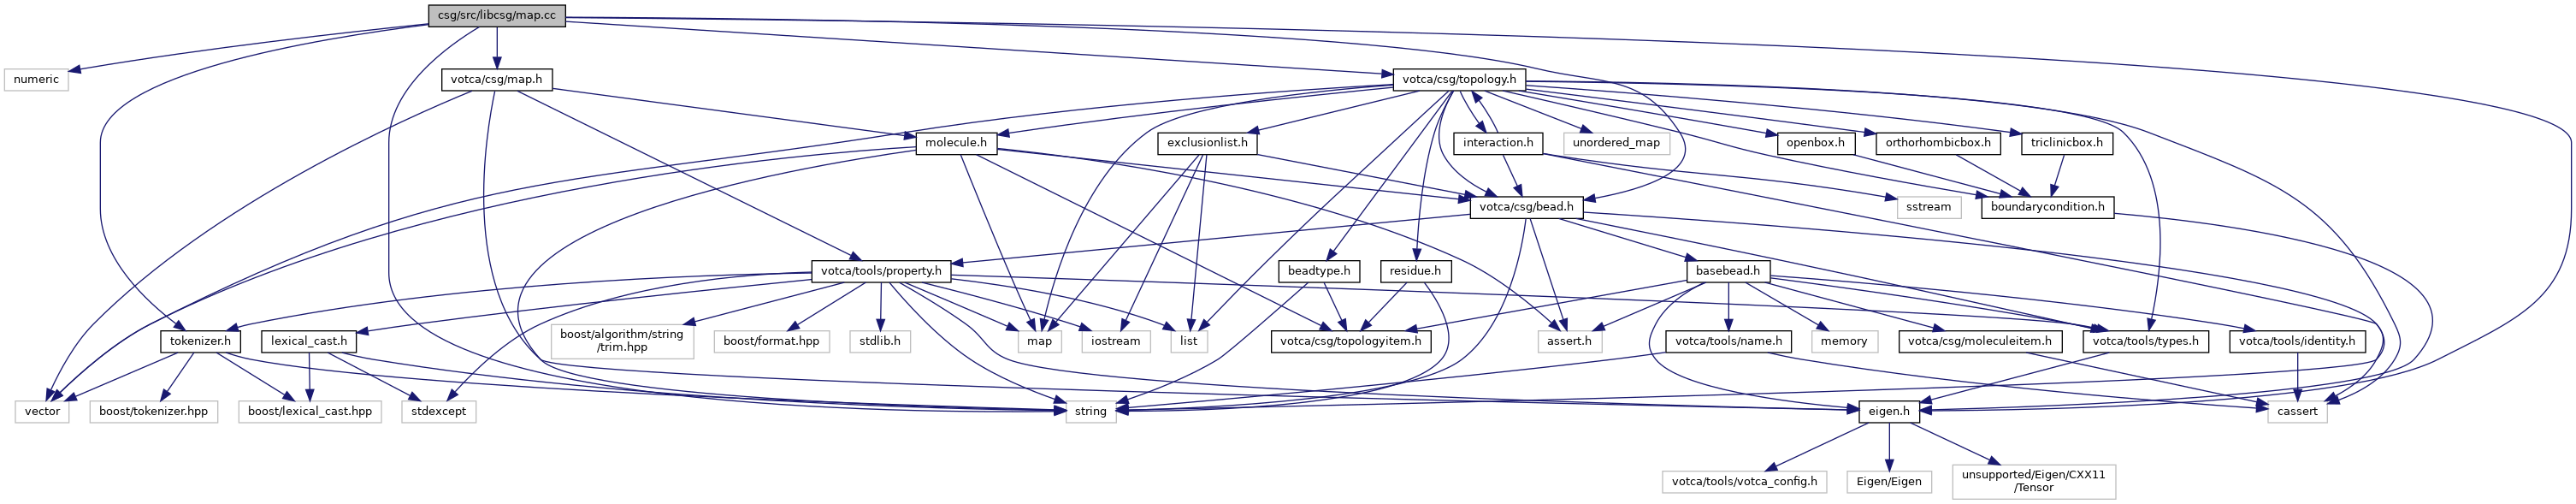 csg/src/libcsg/map.cc
numeric
votca/csg/map.h
votca/csg/topology.h
molecule.h
exclusionlist.h
interaction.h
unordered_map
openbox.h
orthorhombicbox.h
triclinicbox.h
votca/csg/bead.h
sstream
boundarycondition.h
votca/tools/property.h
beadtype.h
residue.h
basebead.h
tokenizer.h
lexical_cast.h
boost/algorithm/string
/trim.hpp
boost/format.hpp
stdlib.h
map
iostream
list
votca/csg/topologyitem.h
assert.h
votca/tools/name.h
memory
votca/csg/moleculeitem.h
votca/tools/types.h
votca/tools/identity.h
vector
boost/tokenizer.hpp
boost/lexical_cast.hpp
stdexcept
string
eigen.h
cassert
votca/tools/votca_config.h
Eigen/Eigen
unsupported/Eigen/CXX11
/Tensor